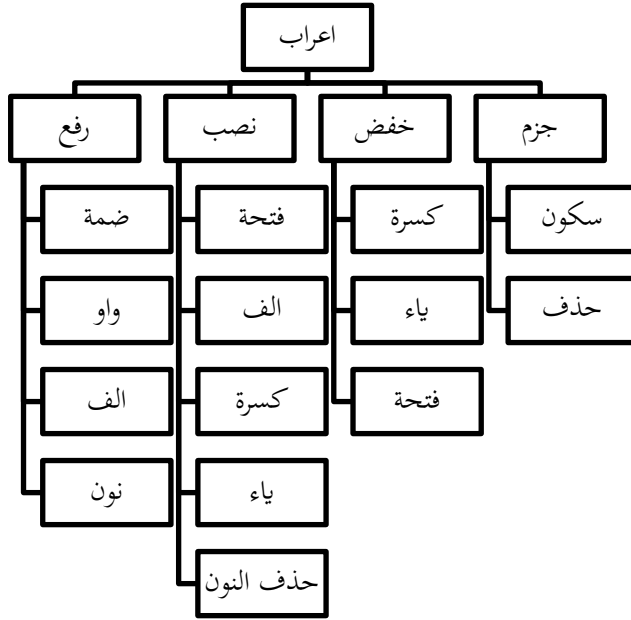 اعراب
رفع
ضمة
واو
الف
نون
نصب
فتحة
الف
كسرة
ياء
حذف النون
خفض
كسرة
ياء
فتحة
جزم
سكون
حذف